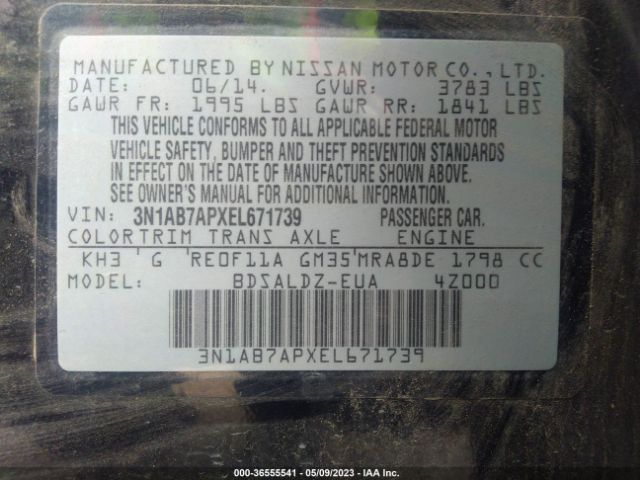 MANUFACTURED BY NISSAN MOTOR CO., LTD.
DATE: 06/14. GVWR: 3783 LBS
GAWR FR: 1995 LBS GAWR RR: 1841 LBS
THIS VEHICLE CONFORMS TO ALL APPLICABLE FEDERAL MOTOR
VEHICLE SAFETY, BUMPER AND THEFT PREVENTION STANDARDS
IN EFFECT ON THE DATE OF MANUFACTURE SHOWN ABOVE.
SEE OWNER'S MANUAL FOR ADDITIONAL INFORMATION.
VIN: 3N1AB7APXEL671739 PASSENGER CAR.
COLORTRIM TRANS AXLE ENGINE
KH3 'G 'RE0F11A GM35'MRA8DE 1798 CC
MODEL: BDSALDZ-EUA 4Z000
3N1AB7APXEL671739
000-36555541 - 05/09/2023 - IAA Inc.